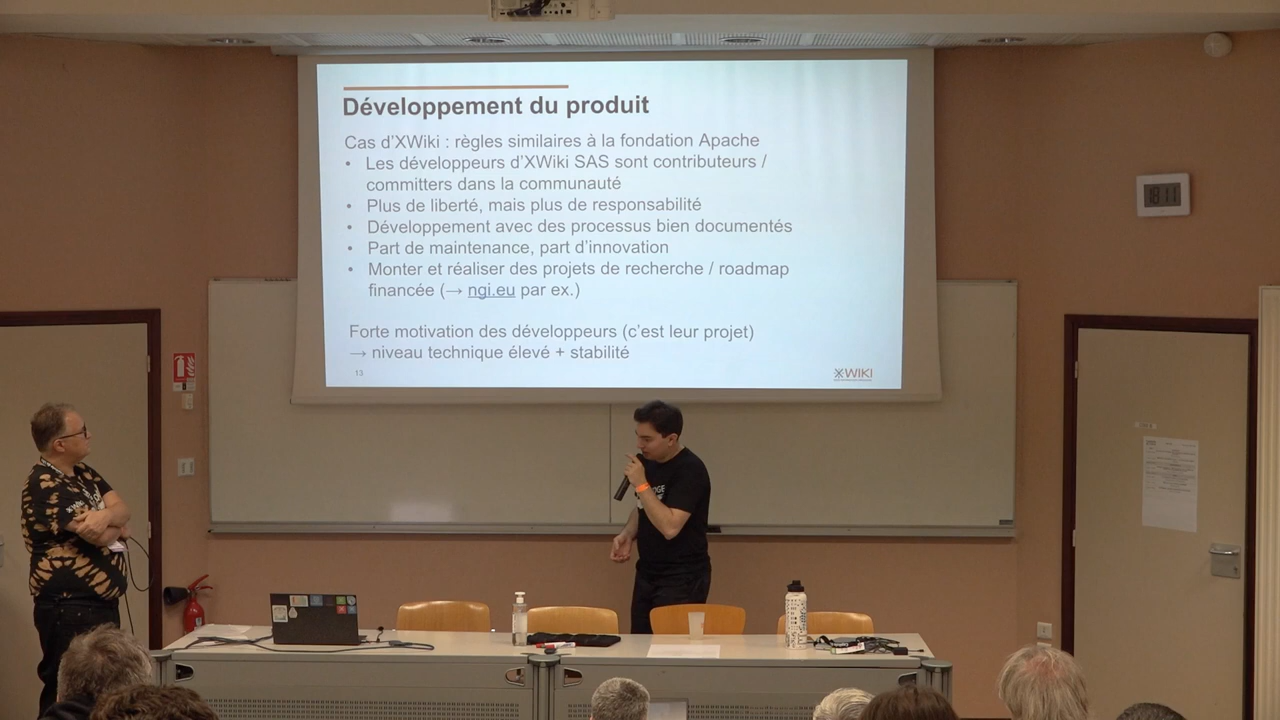 Développement du produit
Cas d'XWiki : règles similaires à la fondation Apache
• Les développeurs d'XWiki SAS sont contributeurs /
committers dans la communauté
• Plus de liberté, mais plus de responsabilité
• Développement avec des processus bien documentés
• Part de maintenance, part d'innovation
• Monter et réaliser des projets de recherche / roadmap
financée (→ ngi.eu par ex.)
Forte motivation des développeurs (c'est leur projet)
→ niveau technique élevé + stabilité
13
XWIKI
18:11